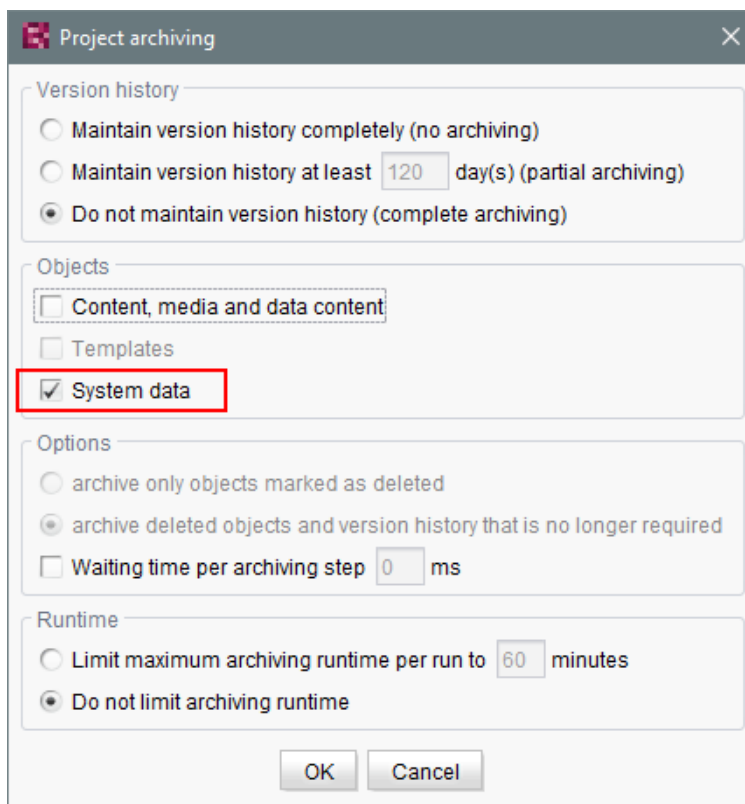 Project archiving
Version history
Maintain version history completely (no archiving)
Maintain version history at least 120 day(s) (partial archiving)
Do not maintain version history (complete archiving)
Objects
Content, media and data content
Templates
System data
Options
archive only objects marked as deleted
archive deleted objects and version history that is no longer required
Waiting time per archiving step 0 ms
Runtime
Limit maximum archiving runtime per run to 60 minutes
Do not limit archiving runtime
OK Cancel